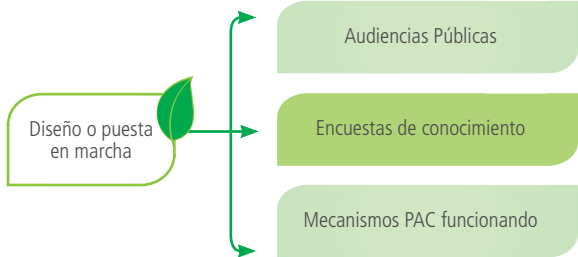 Diseño o puesta
en marcha
Audiencias Públicas
Encuestas de conocimiento
Mecanismos PAC funcionando